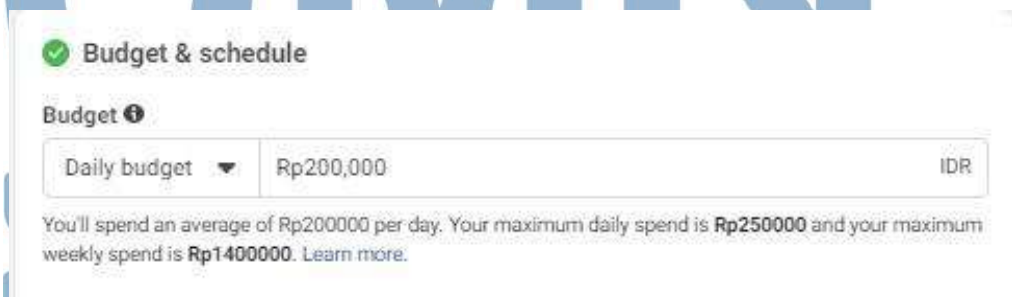 Budget & schedule
Budget
Daily budget Rp200,000 IDR
You'll spend an average of Rp200000 per day. Your maximum daily spend is Rp250000 and your maximum
weekly spend is Rp1400000. Learn more.